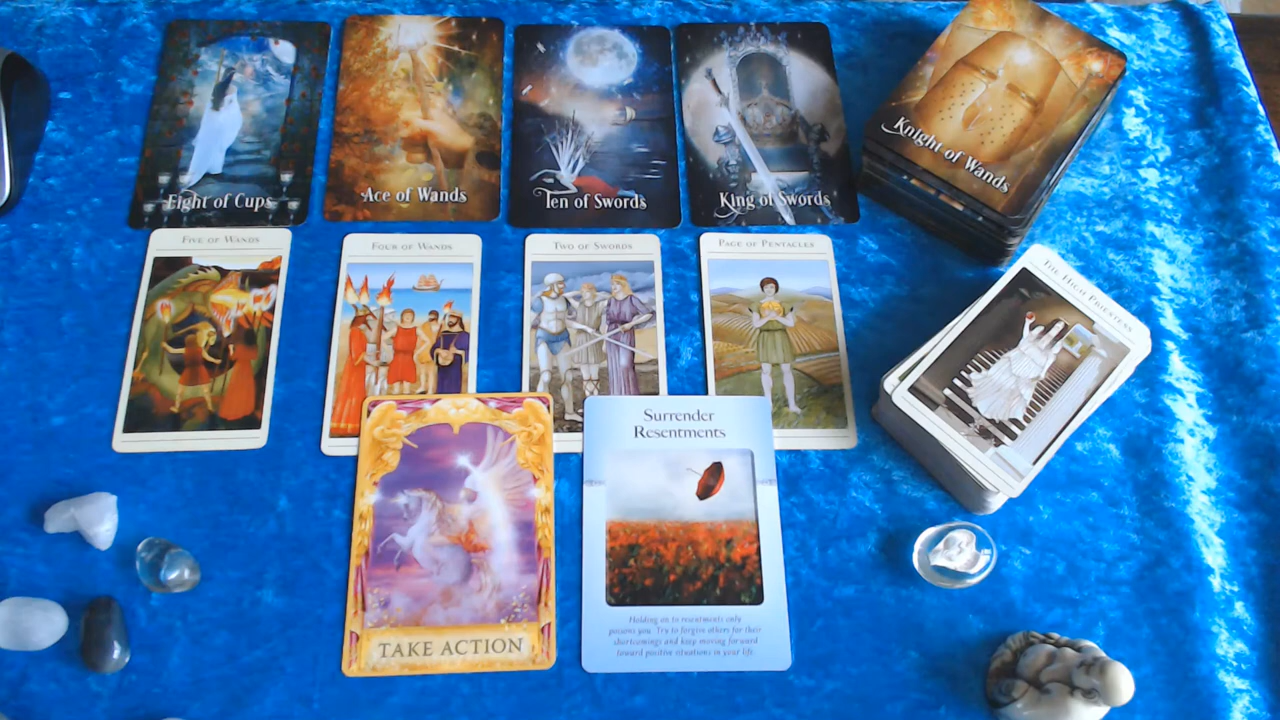 Eight of Cups
Ace of Wands
Ten of Swords
King of Swords
Knight of Wands
FIVE OF WANDS
FOUR OF WANDS
TWO OF SWORDS
PAGE OF PENTACLES
THE HIGH PRIESTESS
TAKE ACTION
Surrender
Resentments
Holding on to resentments only
poisons you. Try to forgive others for their
shortcomings and keep moving forward
toward positive situations in your life.